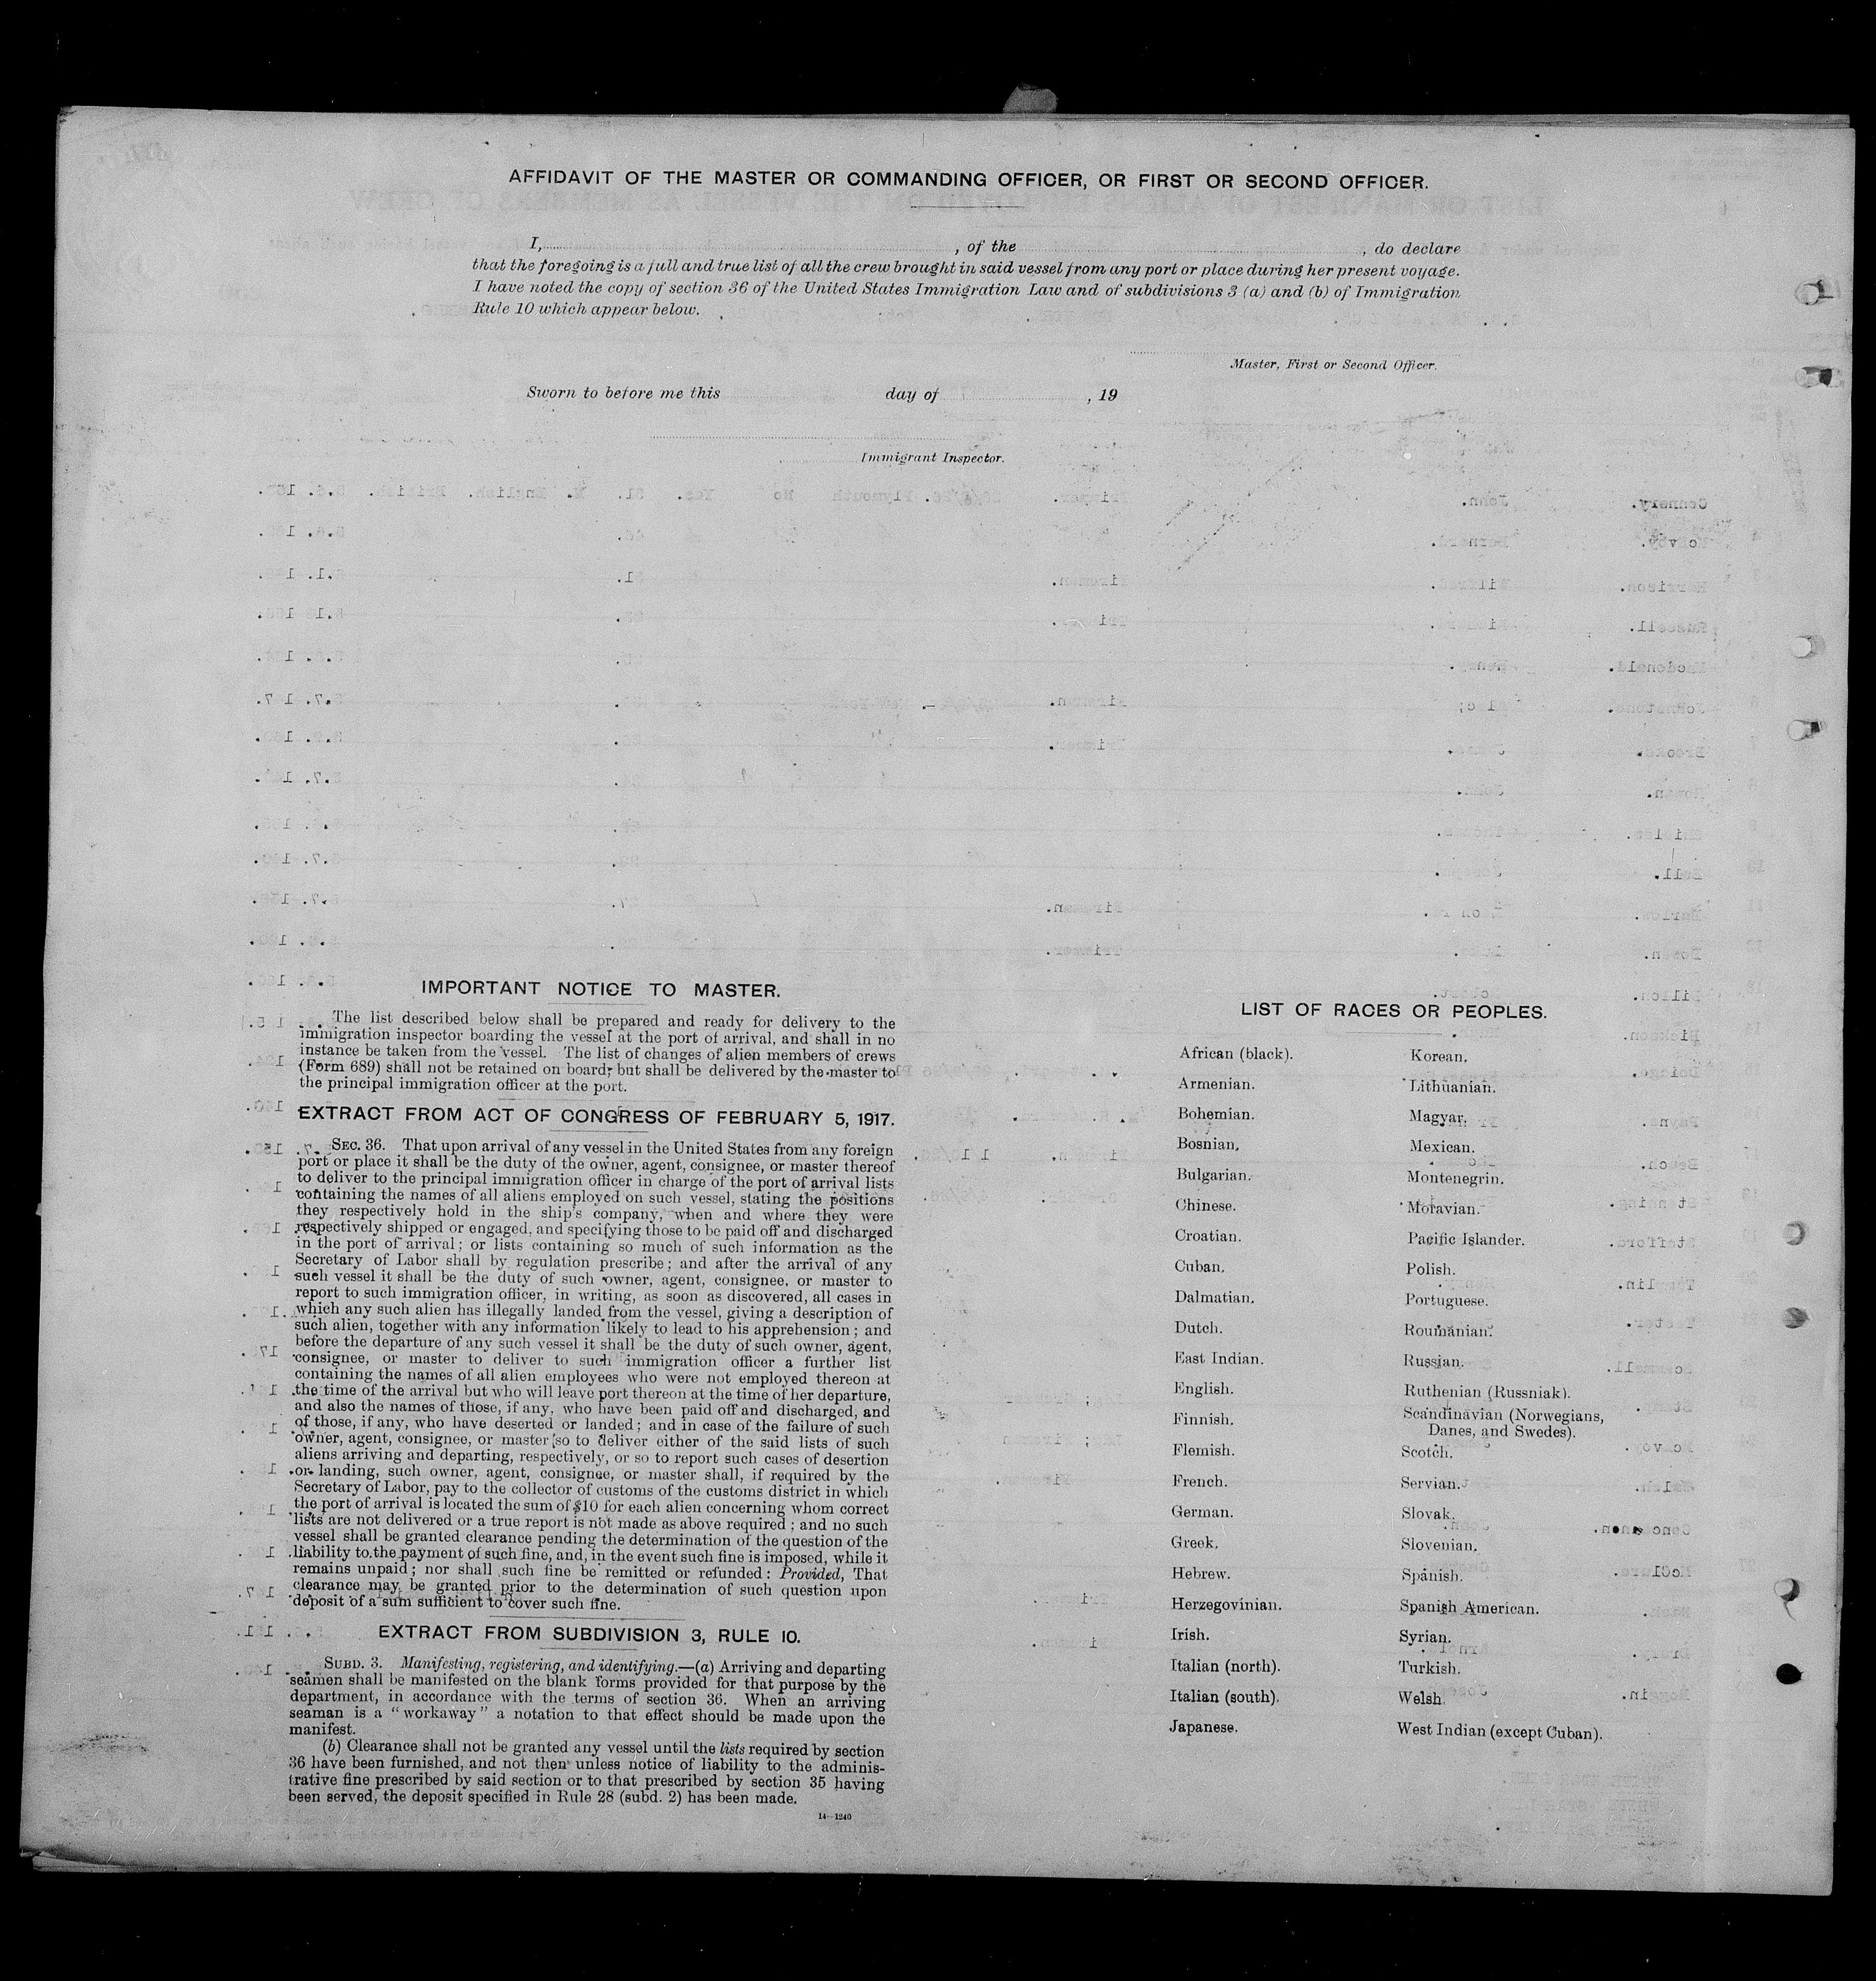 AFFIDAVIT OF THE MASTER OR COMMANDING OFFICER, OR FIRST OR SECOND OFFICER.
I, , of the , do declare
that the foregoing is a full and true list of all the crew brought in said vessel from any port or place during her present voyage.
I have noted the copy of section 36 of the United States Immigration Law and of subdivisions 3 (a) and (b) of Immigration
Rule 10 which appear below.
Master, First or Second Officer.
Sworn to before me this day of , 19
Immigrant Inspector.
IMPORTANT NOTICE TO MASTER.
The list described below shall be prepared and ready for delivery to the
immigration inspector boarding the vessel at the port of arrival, and shall in no
instance be taken from the vessel. The list of changes of alien members of crews
(Form 689) shall not be retained on board, but shall be delivered by the master to
the principal immigration officer at the port.
EXTRACT FROM ACT OF CONGRESS OF FEBRUARY 5, 1917.
SEC. 36. That upon arrival of any vessel in the United States from any foreign
port or place it shall be the duty of the owner, agent, consignee, or master thereof
to deliver to the principal immigration officer in charge of the port of arrival lists
containing the names of all aliens employed on such vessel, stating the positions
they respectively hold in the ship's company, when and where they were
respectively shipped or engaged, and specifying those to be paid off and discharged
in the port of arrival; or lists containing so much of such information as the
Secretary of Labor shall by regulation prescribe; and after the arrival of any
such vessel it shall be the duty of such owner, agent, consignee, or master to
report to such immigration officer, in writing, as soon as discovered, all cases in
which any such alien has illegally landed from the vessel, giving a description of
such alien, together with any information likely to lead to his apprehension; and
before the departure of any such vessel it shall be the duty of such owner, agent,
consignee, or master to deliver to such immigration officer a further list
containing the names of all alien employees who were not employed thereon at
the time of the arrival but who will leave port thereon at the time of her departure,
and also the names of those, if any, who have been paid off and discharged, and
of those, if any, who have deserted or landed; and in case of the failure of such
owner, agent, consignee, or master so to deliver either of the said lists of such
aliens arriving and departing, respectively, or so to report such cases of desertion
or landing, such owner, agent, consignee, or master shall, if required by the
Secretary of Labor, pay to the collector of customs of the customs district in which
the port of arrival is located the sum of $10 for each alien concerning whom correct
lists are not delivered or a true report is not made as above required; and no such
vessel shall be granted clearance pending the determination of the question of the
liability to the payment of such fine, and, in the event such fine is imposed, while it
remains unpaid; nor shall such fine be remitted or refunded: Provided, That
clearance may be granted prior to the determination of such question upon
deposit of a sum sufficient to cover such fine.
EXTRACT FROM SUBDIVISION 3, RULE 10.
SUBD. 3. Manifesting, registering, and identifying.—(a) Arriving and departing
seamen shall be manifested on the blank forms provided for that purpose by the
department, in accordance with the terms of section 36. When an arriving
seaman is a "workaway" a notation to that effect should be made upon the
manifest.
(b) Clearance shall not be granted any vessel until the lists required by section
36 have been furnished, and not then unless notice of liability to the adminis-
trative fine prescribed by said section or to that prescribed by section 35 having
been served, the deposit specified in Rule 28 (subd. 2) has been made.
14—1240
LIST OF RACES OR PEOPLES.
African (black).
Armenian.
Bohemian.
Bosnian.
Bulgarian.
Chinese.
Croatian.
Cuban.
Dalmatian.
Dutch.
East Indian.
English.
Finnish.
Flemish.
French.
German.
Greek.
Hebrew.
Herzegovinian.
Irish.
Italian (north).
Italian (south).
Japanese.
Korean.
Lithuanian.
Magyar.
Mexican.
Montenegrin.
Moravian.
Pacific Islander.
Polish.
Portuguese.
Roumanian.
Russian.
Ruthenian (Russniak).
Scandinavian (Norwegians,
Danes, and Swedes).
Scotch.
Servian.
Slovak.
Slovenian.
Spanish.
Spanish American.
Syrian.
Turkish.
Welsh.
West Indian (except Cuban).